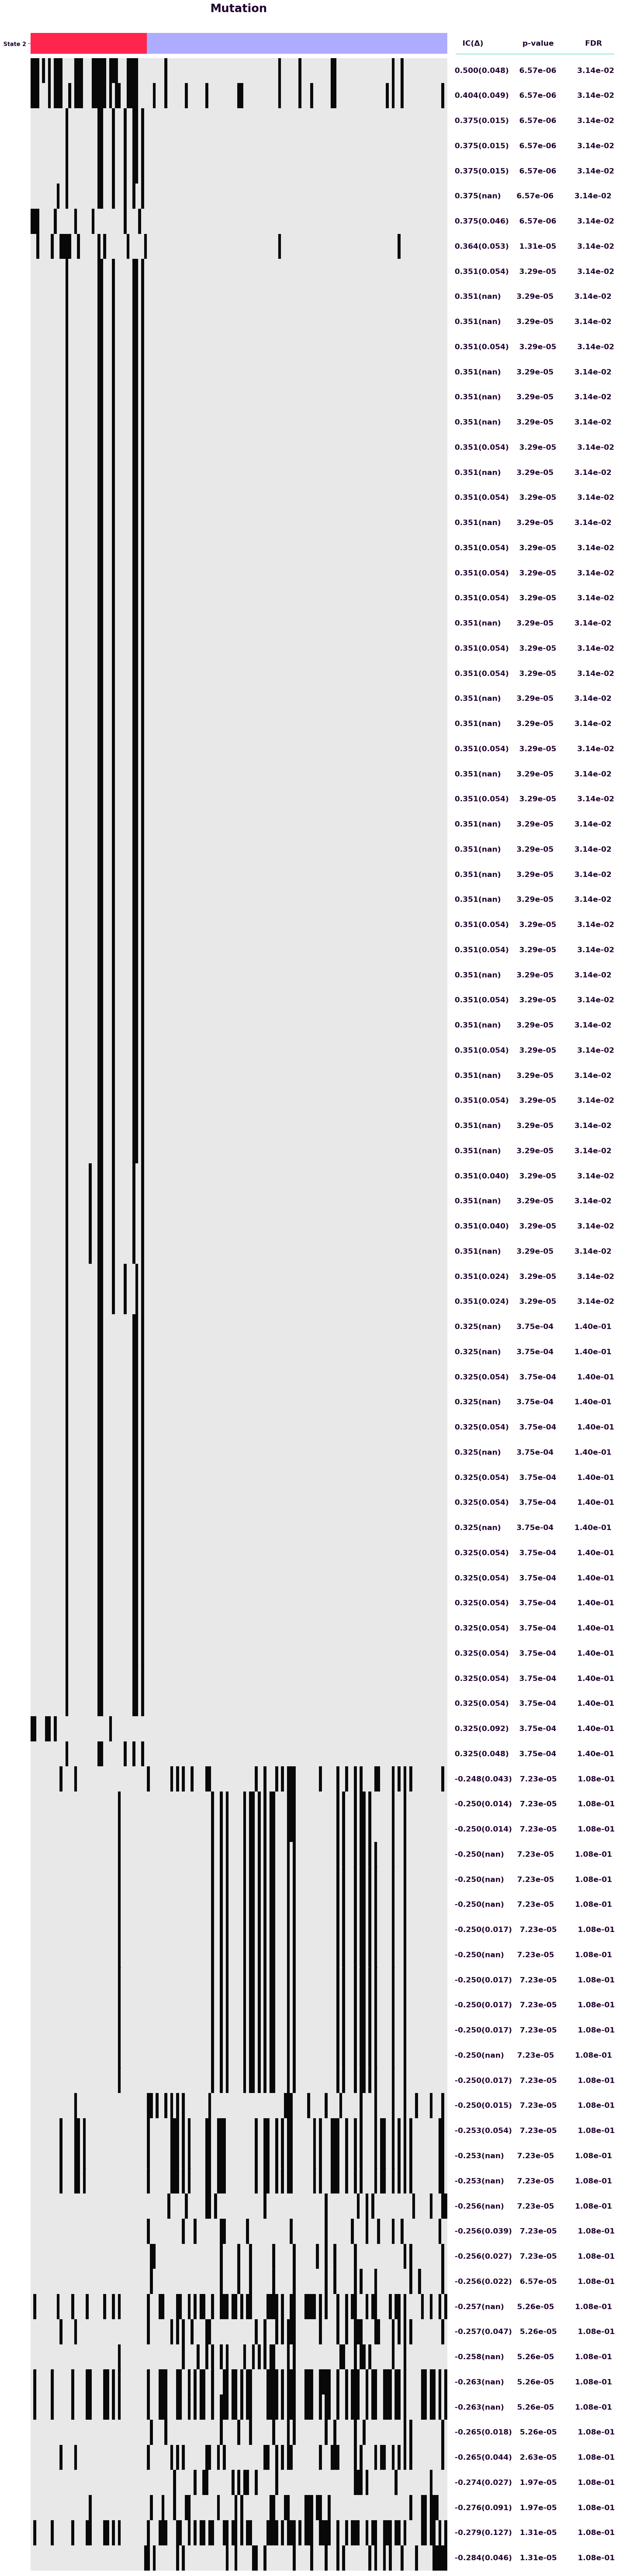 Mutation
State 2 IC(Δ) p-value FDR
0.500(0.048) 6.57e-06 3.14e-02
0.404(0.049) 6.57e-06 3.14e-02
0.375(0.015) 6.57e-06 3.14e-02
0.375(0.015) 6.57e-06 3.14e-02
0.375(0.015) 6.57e-06 3.14e-02
0.375(nan) 6.57e-06 3.14e-02
0.375(0.046) 6.57e-06 3.14e-02
0.364(0.053) 1.31e-05 3.14e-02
0.351(0.054) 3.29e-05 3.14e-02
0.351(nan) 3.29e-05 3.14e-02
0.351(nan) 3.29e-05 3.14e-02
0.351(0.054) 3.29e-05 3.14e-02
0.351(nan) 3.29e-05 3.14e-02
0.351(nan) 3.29e-05 3.14e-02
0.351(nan) 3.29e-05 3.14e-02
0.351(0.054) 3.29e-05 3.14e-02
0.351(nan) 3.29e-05 3.14e-02
0.351(0.054) 3.29e-05 3.14e-02
0.351(nan) 3.29e-05 3.14e-02
0.351(0.054) 3.29e-05 3.14e-02
0.351(0.054) 3.29e-05 3.14e-02
0.351(0.054) 3.29e-05 3.14e-02
0.351(nan) 3.29e-05 3.14e-02
0.351(0.054) 3.29e-05 3.14e-02
0.351(0.054) 3.29e-05 3.14e-02
0.351(nan) 3.29e-05 3.14e-02
0.351(nan) 3.29e-05 3.14e-02
0.351(0.054) 3.29e-05 3.14e-02
0.351(nan) 3.29e-05 3.14e-02
0.351(0.054) 3.29e-05 3.14e-02
0.351(nan) 3.29e-05 3.14e-02
0.351(nan) 3.29e-05 3.14e-02
0.351(nan) 3.29e-05 3.14e-02
0.351(nan) 3.29e-05 3.14e-02
0.351(0.054) 3.29e-05 3.14e-02
0.351(0.054) 3.29e-05 3.14e-02
0.351(nan) 3.29e-05 3.14e-02
0.351(0.054) 3.29e-05 3.14e-02
0.351(nan) 3.29e-05 3.14e-02
0.351(0.054) 3.29e-05 3.14e-02
0.351(nan) 3.29e-05 3.14e-02
0.351(0.054) 3.29e-05 3.14e-02
0.351(nan) 3.29e-05 3.14e-02
0.351(nan) 3.29e-05 3.14e-02
0.351(0.040) 3.29e-05 3.14e-02
0.351(nan) 3.29e-05 3.14e-02
0.351(0.040) 3.29e-05 3.14e-02
0.351(nan) 3.29e-05 3.14e-02
0.351(0.024) 3.29e-05 3.14e-02
0.351(0.024) 3.29e-05 3.14e-02
0.325(nan) 3.75e-04 1.40e-01
0.325(nan) 3.75e-04 1.40e-01
0.325(0.054) 3.75e-04 1.40e-01
0.325(nan) 3.75e-04 1.40e-01
0.325(0.054) 3.75e-04 1.40e-01
0.325(nan) 3.75e-04 1.40e-01
0.325(0.054) 3.75e-04 1.40e-01
0.325(0.054) 3.75e-04 1.40e-01
0.325(nan) 3.75e-04 1.40e-01
0.325(0.054) 3.75e-04 1.40e-01
0.325(0.054) 3.75e-04 1.40e-01
0.325(0.054) 3.75e-04 1.40e-01
0.325(0.054) 3.75e-04 1.40e-01
0.325(0.054) 3.75e-04 1.40e-01
0.325(0.054) 3.75e-04 1.40e-01
0.325(0.054) 3.75e-04 1.40e-01
0.325(0.092) 3.75e-04 1.40e-01
0.325(0.048) 3.75e-04 1.40e-01
-0.248(0.043) 7.23e-05 1.08e-01
-0.250(0.014) 7.23e-05 1.08e-01
-0.250(0.014) 7.23e-05 1.08e-01
-0.250(nan) 7.23e-05 1.08e-01
-0.250(nan) 7.23e-05 1.08e-01
-0.250(nan) 7.23e-05 1.08e-01
-0.250(0.017) 7.23e-05 1.08e-01
-0.250(nan) 7.23e-05 1.08e-01
-0.250(0.017) 7.23e-05 1.08e-01
-0.250(0.017) 7.23e-05 1.08e-01
-0.250(0.017) 7.23e-05 1.08e-01
-0.250(nan) 7.23e-05 1.08e-01
-0.250(0.017) 7.23e-05 1.08e-01
-0.250(0.015) 7.23e-05 1.08e-01
-0.253(0.054) 7.23e-05 1.08e-01
-0.253(nan) 7.23e-05 1.08e-01
-0.253(nan) 7.23e-05 1.08e-01
-0.256(nan) 7.23e-05 1.08e-01
-0.256(0.039) 7.23e-05 1.08e-01
-0.256(0.027) 7.23e-05 1.08e-01
-0.256(0.022) 6.57e-05 1.08e-01
-0.257(nan) 5.26e-05 1.08e-01
-0.257(0.047) 5.26e-05 1.08e-01
-0.258(nan) 5.26e-05 1.08e-01
-0.263(nan) 5.26e-05 1.08e-01
-0.263(nan) 5.26e-05 1.08e-01
-0.265(0.018) 5.26e-05 1.08e-01
-0.265(0.044) 2.63e-05 1.08e-01
-0.274(0.027) 1.97e-05 1.08e-01
-0.276(0.091) 1.97e-05 1.08e-01
-0.279(0.127) 1.31e-05 1.08e-01
-0.284(0.046) 1.31e-05 1.08e-01